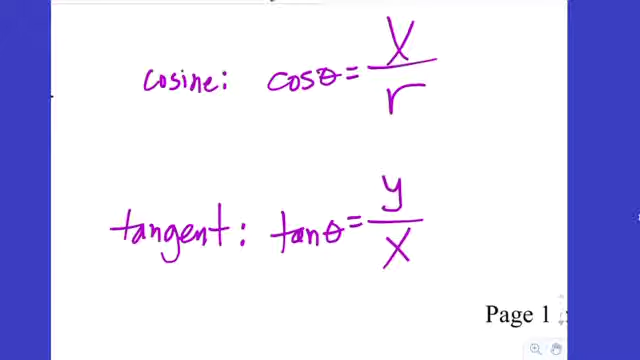 cosine: cosθ = x/r
tangent: tanθ = y/x
Page 1